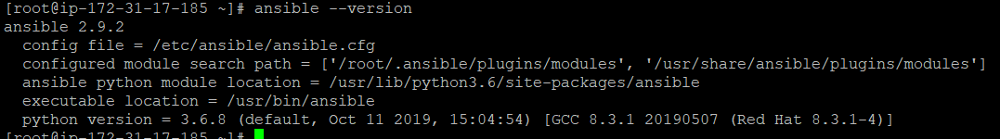 [root@ip-172-31-17-185 ~]# ansible --version
ansible 2.9.2
  config file = /etc/ansible/ansible.cfg
  configured module search path = ['/root/.ansible/plugins/modules', '/usr/share/ansible/plugins/modules']
  ansible python module location = /usr/lib/python3.6/site-packages/ansible
  executable location = /usr/bin/ansible
  python version = 3.6.8 (default, Oct 11 2019, 15:04:54) [GCC 8.3.1 20190507 (Red Hat 8.3.1-4)]
[root@ip-172-31-17-185 ~]#